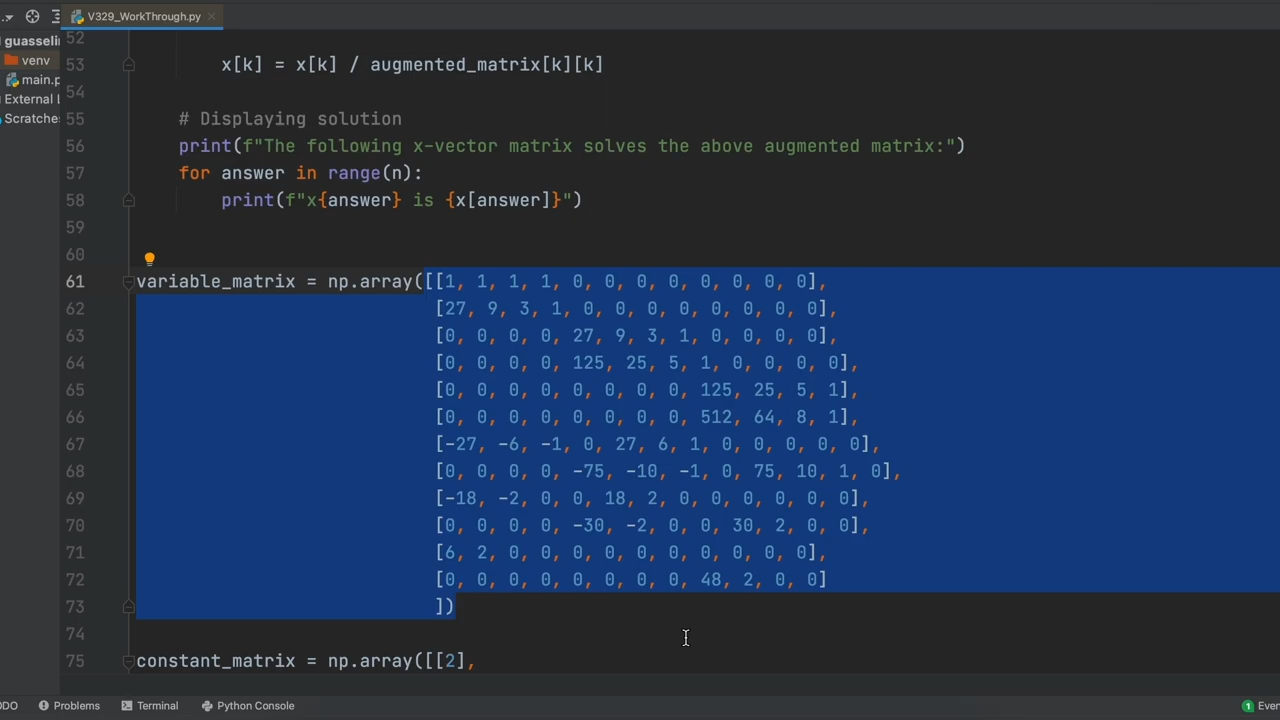 V329_WorkThrough.py
guasselin
venv
main.p
External L
Scratches
52
53 x[k] = x[k] / augmented_matrix[k][k]
54
55 # Displaying solution
56 print(f"The following x-vector matrix solves the above augmented matrix:")
57 for answer in range(n):
58 print(f"x{answer} is {x[answer]}")
59
60
61 variable_matrix = np.array([[1, 1, 1, 1, 0, 0, 0, 0, 0, 0, 0, 0],
62 [27, 9, 3, 1, 0, 0, 0, 0, 0, 0, 0, 0],
63 [0, 0, 0, 0, 27, 9, 3, 1, 0, 0, 0, 0],
64 [0, 0, 0, 0, 125, 25, 5, 1, 0, 0, 0, 0],
65 [0, 0, 0, 0, 0, 0, 0, 0, 125, 25, 5, 1],
66 [0, 0, 0, 0, 0, 0, 0, 0, 512, 64, 8, 1],
67 [-27, -6, -1, 0, 27, 6, 1, 0, 0, 0, 0, 0],
68 [0, 0, 0, 0, -75, -10, -1, 0, 75, 10, 1, 0],
69 [-18, -2, 0, 0, 18, 2, 0, 0, 0, 0, 0, 0],
70 [0, 0, 0, 0, -30, -2, 0, 0, 30, 2, 0, 0],
71 [6, 2, 0, 0, 0, 0, 0, 0, 0, 0, 0, 0],
72 [0, 0, 0, 0, 0, 0, 0, 0, 48, 2, 0, 0]
73 ])
74
75 constant_matrix = np.array([[2],
ODO Problems Terminal Python Console 1 Ever